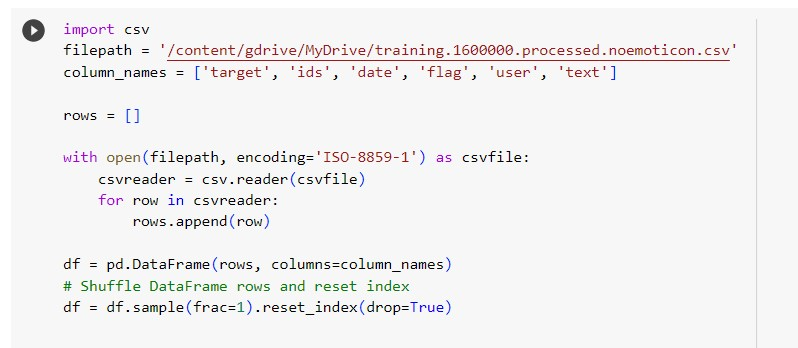 import csv
filepath = '/content/gdrive/MyDrive/training.1600000.processed.noemoticon.csv'
column_names = ['target', 'ids', 'date', 'flag', 'user', 'text']
rows = []
with open(filepath, encoding='ISO-8859-1') as csvfile:
    csvreader = csv.reader(csvfile)
    for row in csvreader:
        rows.append(row)
df = pd.DataFrame(rows, columns=column_names)
# Shuffle DataFrame rows and reset index
df = df.sample(frac=1).reset_index(drop=True)